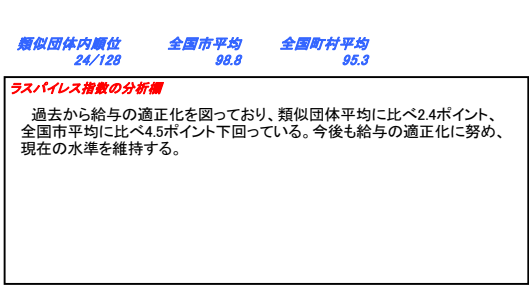 類似団体内順位 全国市平均 全国町村平均
24/128 98.8 95.3
ラスパイレス指数の分析欄
過去から給与の適正化を図っており、類似団体平均に比べ2.4ポイント、
全国市平均に比べ4.5ポイント下回っている。今後も給与の適正化に努め、
現在の水準を維持する。